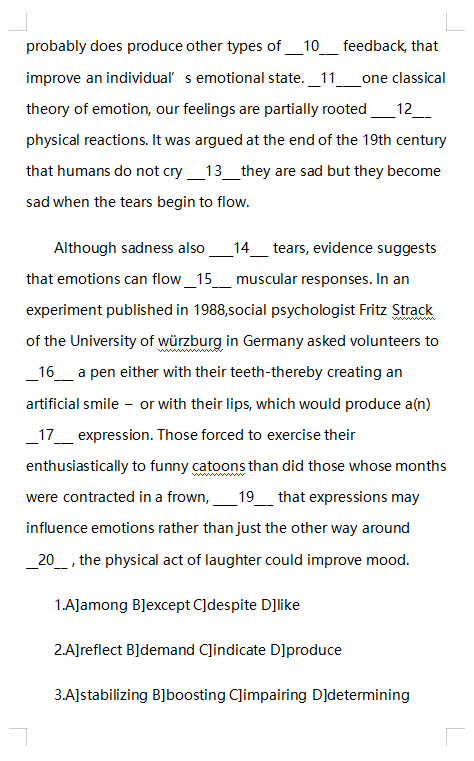 probably does produce other types of __10__ feedback, that
improve an individual’s emotional state. _11___one classical
theory of emotion, our feelings are partially rooted ___12__
physical reactions. It was argued at the end of the 19th century
that humans do not cry __13__they are sad but they become
sad when the tears begin to flow.
Although sadness also ___14__ tears, evidence suggests
that emotions can flow _15__ muscular responses. In an
experiment published in 1988,social psychologist Fritz Strack
of the University of würzburg in Germany asked volunteers to
_16__ a pen either with their teeth-thereby creating an
artificial smile – or with their lips, which would produce a(n)
_17__ expression. Those forced to exercise their
enthusiastically to funny catoons than did those whose months
were contracted in a frown, ___19__ that expressions may
influence emotions rather than just the other way around
_20__ , the physical act of laughter could improve mood.
1.A]among B]except C]despite D]like
2.A]reflect B]demand C]indicate D]produce
3.A]stabilizing B]boosting C]impairing D]determining